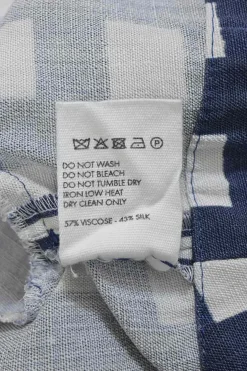 DO NOT WASH
DO NOT BLEACH
DO NOT TUMBLE DRY
IRON LOW HEAT
DRY CLEAN ONLY
57% VISCOSE - 43% SILK